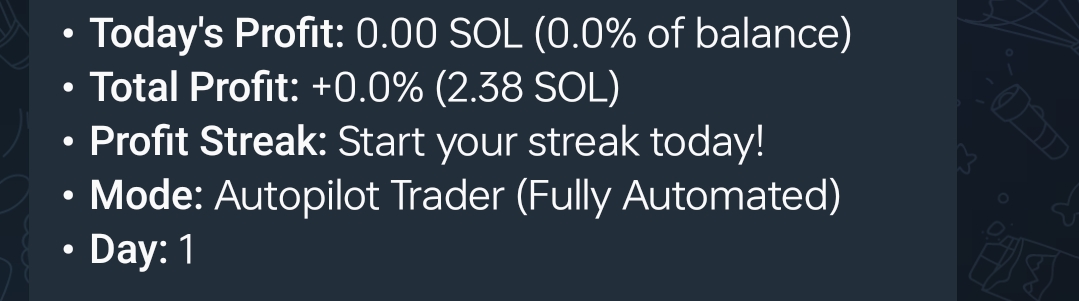 • Today's Profit: 0.00 SOL (0.0% of balance)
• Total Profit: +0.0% (2.38 SOL)
• Profit Streak: Start your streak today!
• Mode: Autopilot Trader (Fully Automated)
• Day: 1